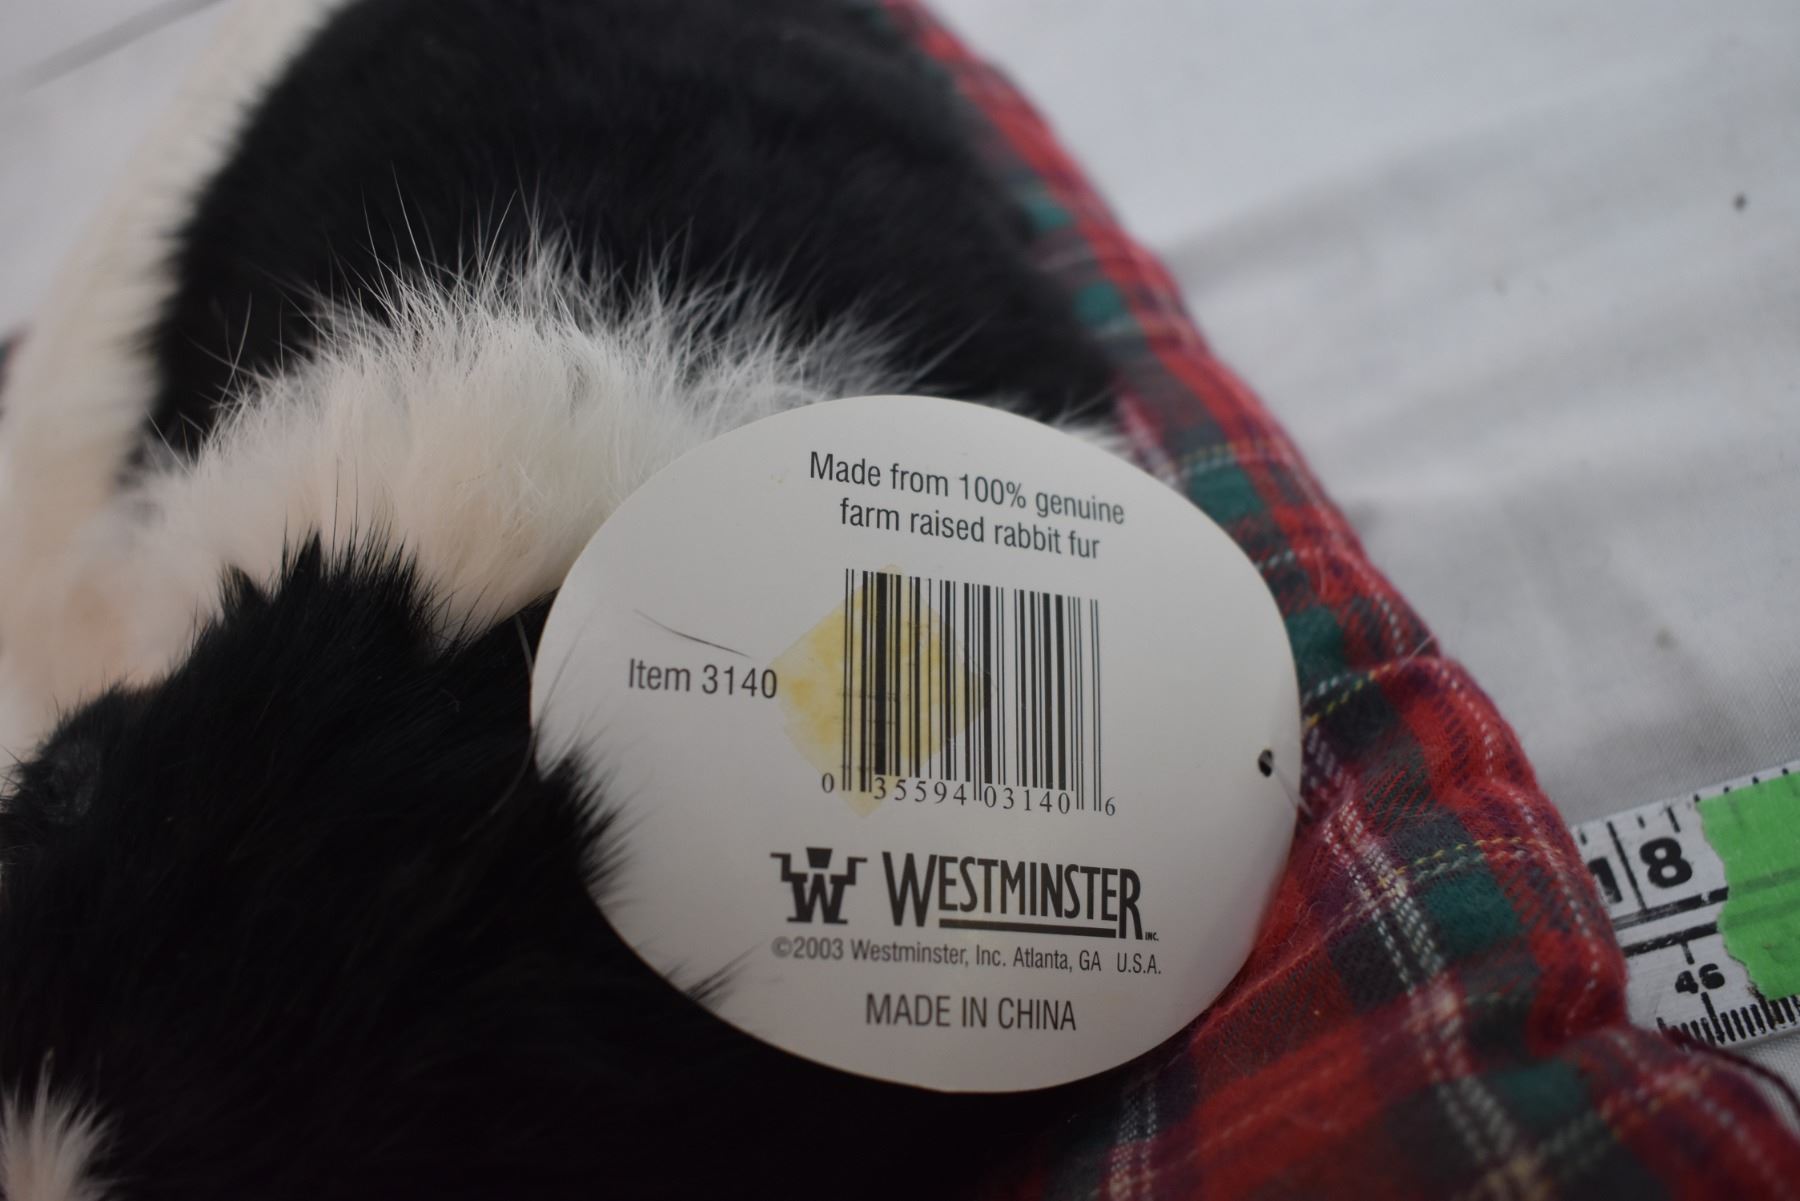 Made from 100% genuine
farm raised rabbit fur
Item 3140
0 35594 03140 6
W WESTMINSTER INC.
©2003 Westminster, Inc. Atlanta, GA U.S.A.
MADE IN CHINA
18
46